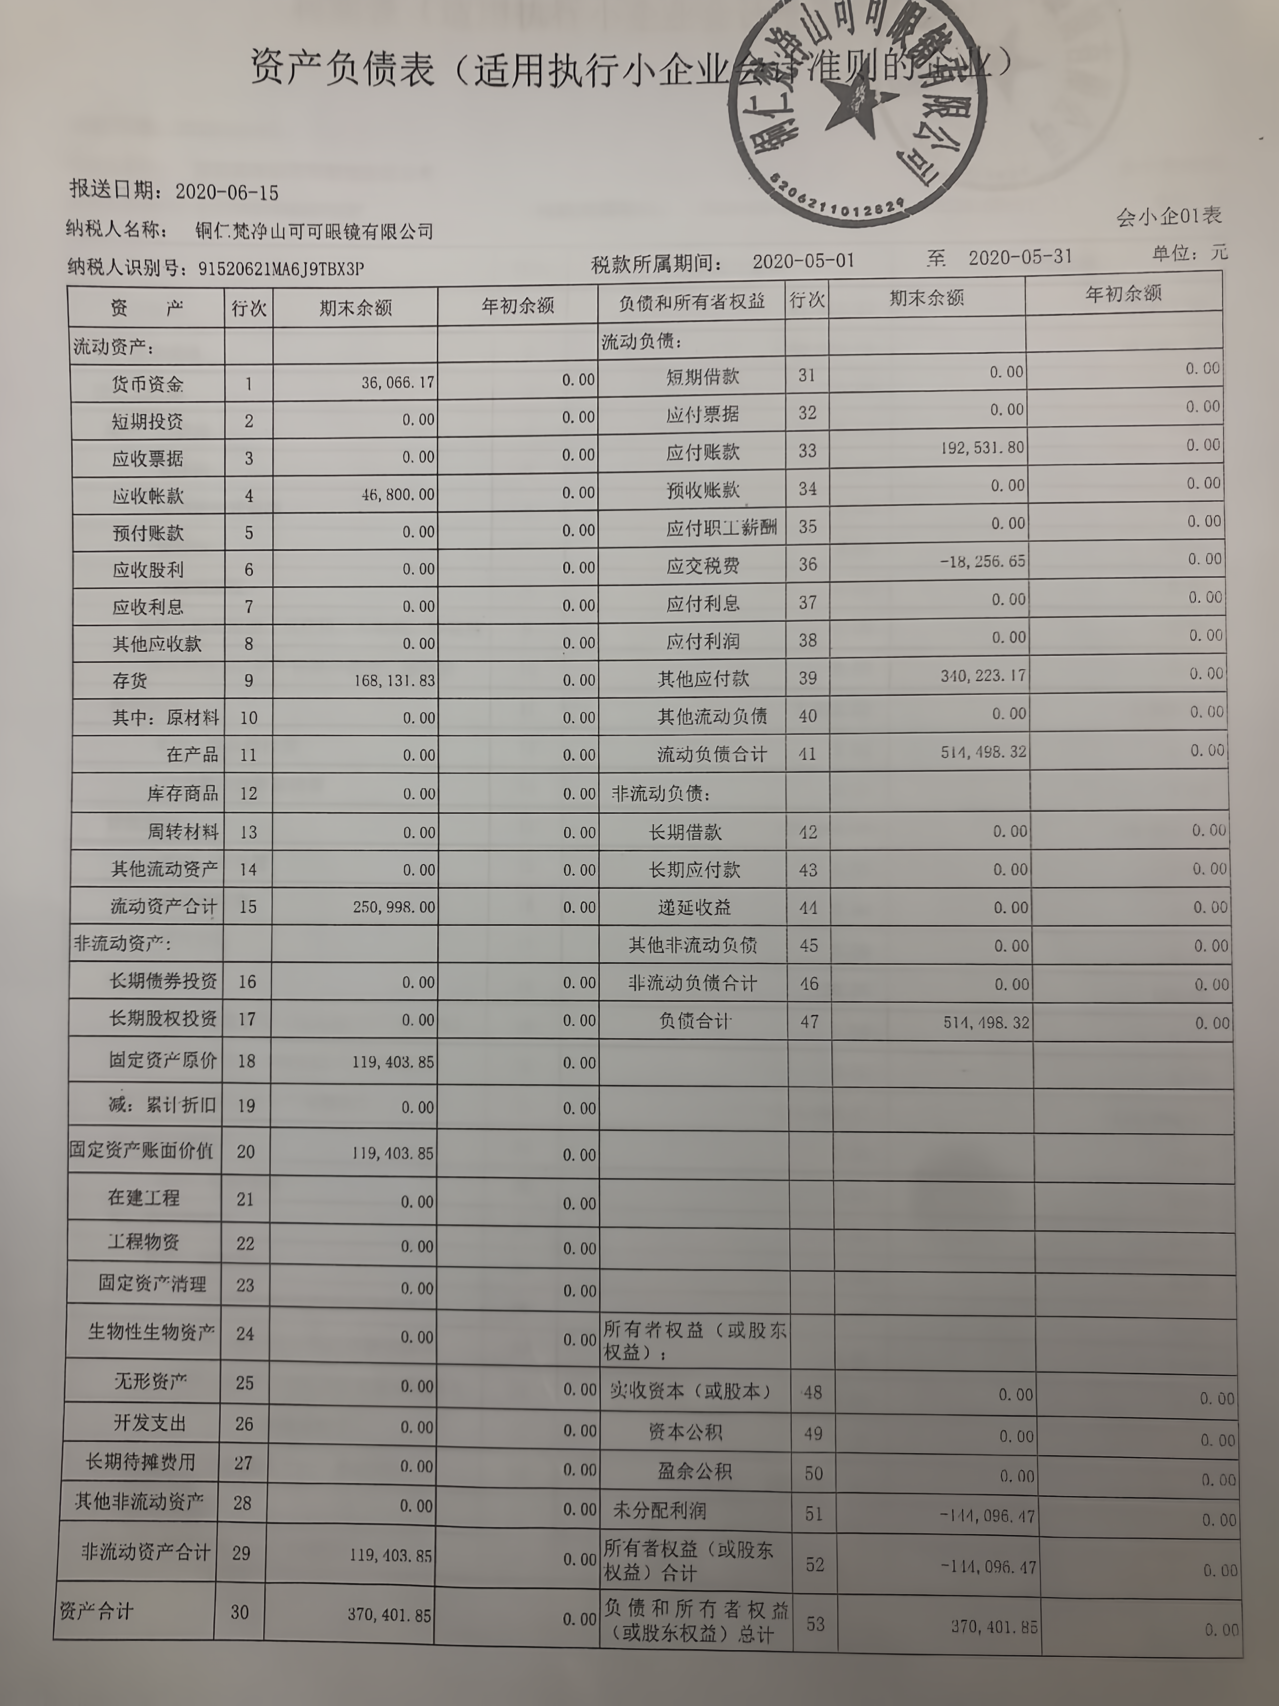 资产负债表（适用执行小企业会计准则的企业）
铜仁梵净山可可眼镜有限公司
5206211012829
报送日期：2020-06-15
纳税人名称： 铜仁梵净山可可眼镜有限公司 会小企01表
纳税人识别号：91520621MA6J9TBX3P 税款所属期间： 2020-05-01 至 2020-05-31 单位：元
资 产 行次 期末余额 年初余额 负债和所有者权益 行次 期末余额 年初余额
流动资产： 流动负债：
货币资金 1 36,066.17 0.00 短期借款 31 0.00 0.00
短期投资 2 0.00 0.00 应付票据 32 0.00 0.00
应收票据 3 0.00 0.00 应付账款 33 192,531.80 0.00
应收帐款 4 46,800.00 0.00 预收账款 34 0.00 0.00
预付账款 5 0.00 0.00 应付职工薪酬 35 0.00 0.00
应收股利 6 0.00 0.00 应交税费 36 -18,256.65 0.00
应收利息 7 0.00 0.00 应付利息 37 0.00 0.00
其他应收款 8 0.00 0.00 应付利润 38 0.00 0.00
存货 9 168,131.83 0.00 其他应付款 39 340,223.17 0.00
其中：原材料 10 0.00 0.00 其他流动负债 40 0.00 0.00
在产品 11 0.00 0.00 流动负债合计 41 514,498.32 0.00
库存商品 12 0.00 0.00 非流动负债：
周转材料 13 0.00 0.00 长期借款 42 0.00 0.00
其他流动资产 14 0.00 0.00 长期应付款 43 0.00 0.00
流动资产合计 15 250,998.00 0.00 递延收益 44 0.00 0.00
非流动资产： 其他非流动负债 45 0.00 0.00
长期债券投资 16 0.00 0.00 非流动负债合计 46 0.00 0.00
长期股权投资 17 0.00 0.00 负债合计 47 514,498.32 0.00
固定资产原价 18 119,403.85 0.00
减：累计折旧 19 0.00 0.00
固定资产账面价值 20 119,403.85 0.00
在建工程 21 0.00 0.00
工程物资 22 0.00 0.00
固定资产清理 23 0.00 0.00
生物性生物资产 24 0.00 0.00 所有者权益（或股东
权益）：
无形资产 25 0.00 0.00 实收资本（或股本） 48 0.00 0.00
开发支出 26 0.00 0.00 资本公积 49 0.00 0.00
长期待摊费用 27 0.00 0.00 盈余公积 50 0.00 0.00
其他非流动资产 28 0.00 0.00 未分配利润 51 -144,096.47 0.00
非流动资产合计 29 119,403.85 0.00 所有者权益（或股东
权益）合计 52 -144,096.47 0.00
资产合计 30 370,401.85 0.00 负债和所有者权益
（或股东权益）总计 53 370,401.85 0.00